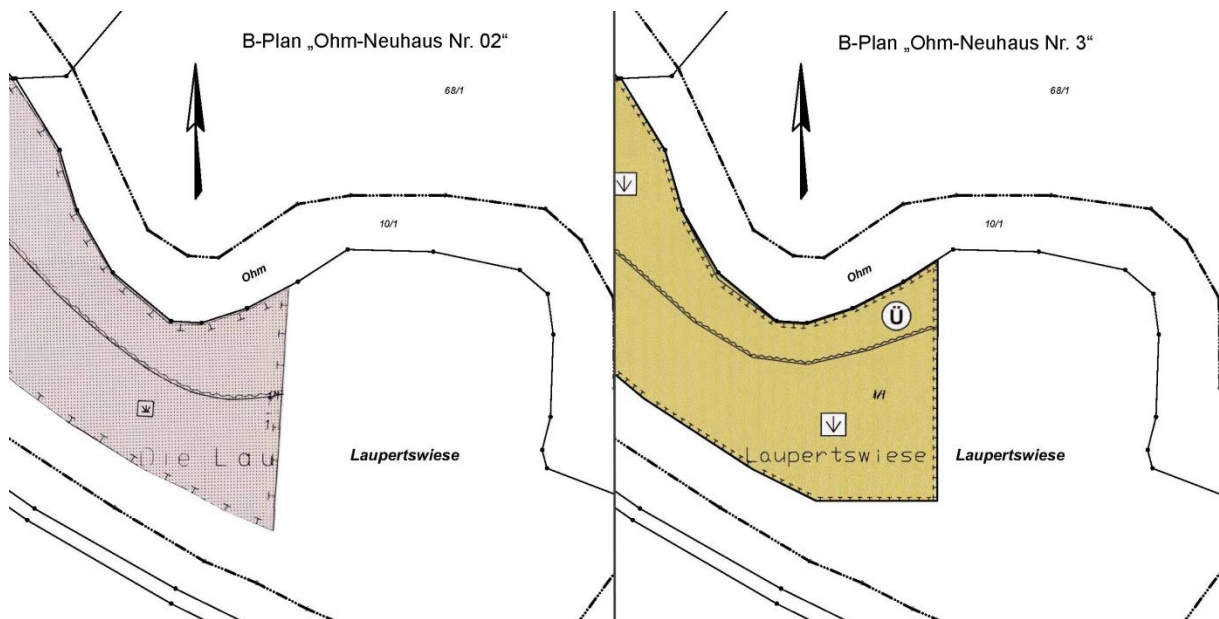 B-Plan „Ohm-Neuhaus Nr. 02“
68/1
10/1
Ohm
Die Lau
Laupertswiese
B-Plan „Ohm-Neuhaus Nr. 3“
68/1
10/1
Ohm
Ü
Laupertswiese
Laupertswiese